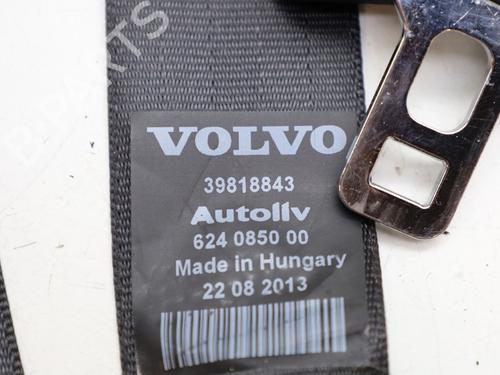 VOLVO
39818843
Autoliv
624 0850 00
Made in Hungary
22 08 2013
B-PARTS